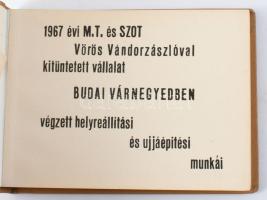 1967 évi M.T. és SZOT
Vörös Vándorzászlóval
kitüntetett vállalat
BUDAI VÁRNEGYEDBEN
végzett helyreállítási
és ujjáépítési
munkái